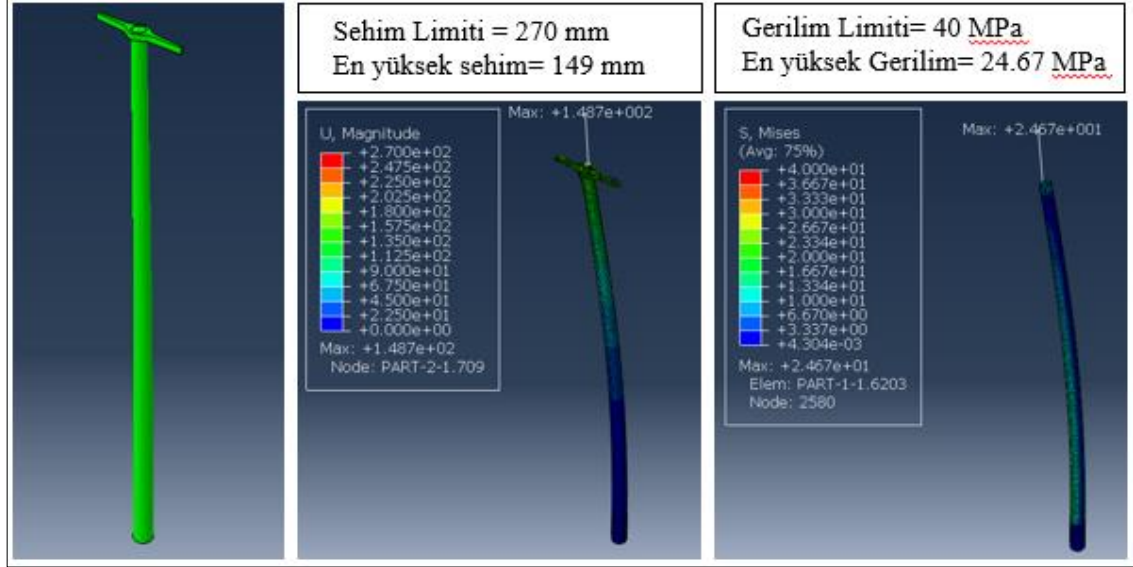 Sehim Limiti = 270 mm
En yüksek sehim= 149 mm
Gerilim Limiti= 40 MPa
En yüksek Gerilim= 24.67 MPa
Max: +1.487e+002
U, Magnitude
+2.700e+02
+2.475e+02
+2.250e+02
+2.025e+02
+1.800e+02
+1.575e+02
+1.350e+02
+1.125e+02
+9.000e+01
+6.750e+01
+4.500e+01
+2.250e+01
+0.000e+00
Max: +1.487e+02
Node: PART-2-1.709
Max: +2.467e+001
S, Mises
(Avg: 75%)
+4.000e+01
+3.667e+01
+3.333e+01
+3.000e+01
+2.667e+01
+2.334e+01
+2.000e+01
+1.667e+01
+1.334e+01
+1.000e+01
+6.670e+00
+3.337e+00
+4.304e-03
Max: +2.467e+01
Elem: PART-1-1.6203
Node: 2580